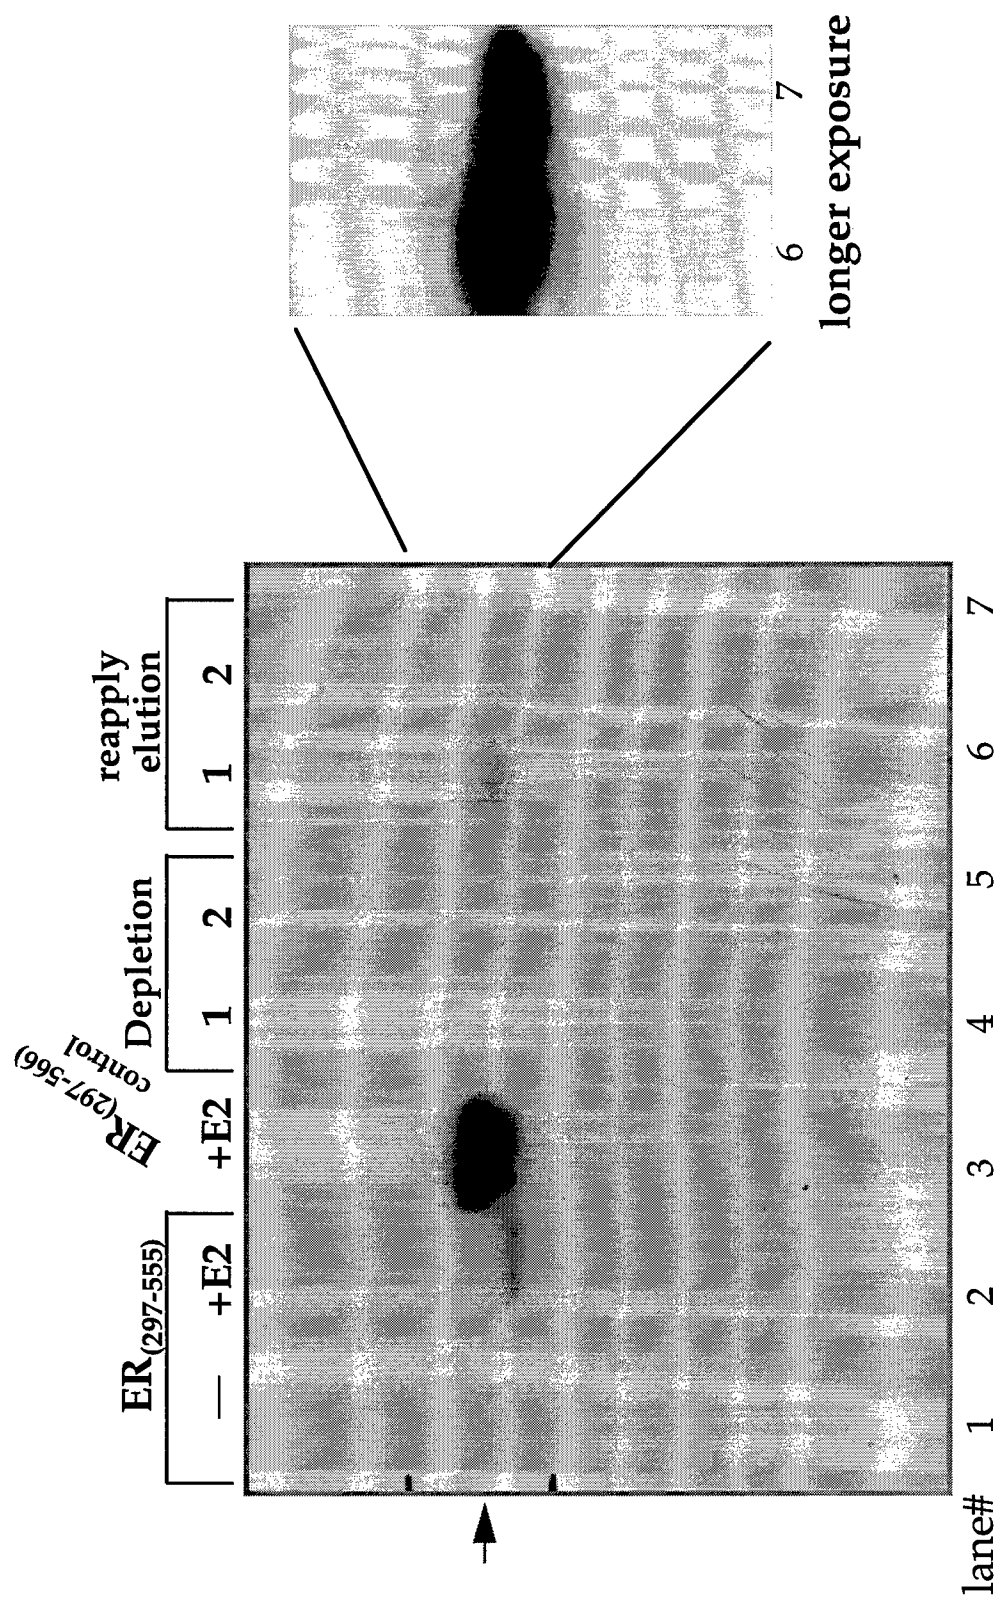 ER(297-555)
ER(297-566)
control
Depletion
reapply
elution
— +E2 +E2 1 2 1 2
lane# 1 2 3 4 5 6 7
6 7
longer exposure